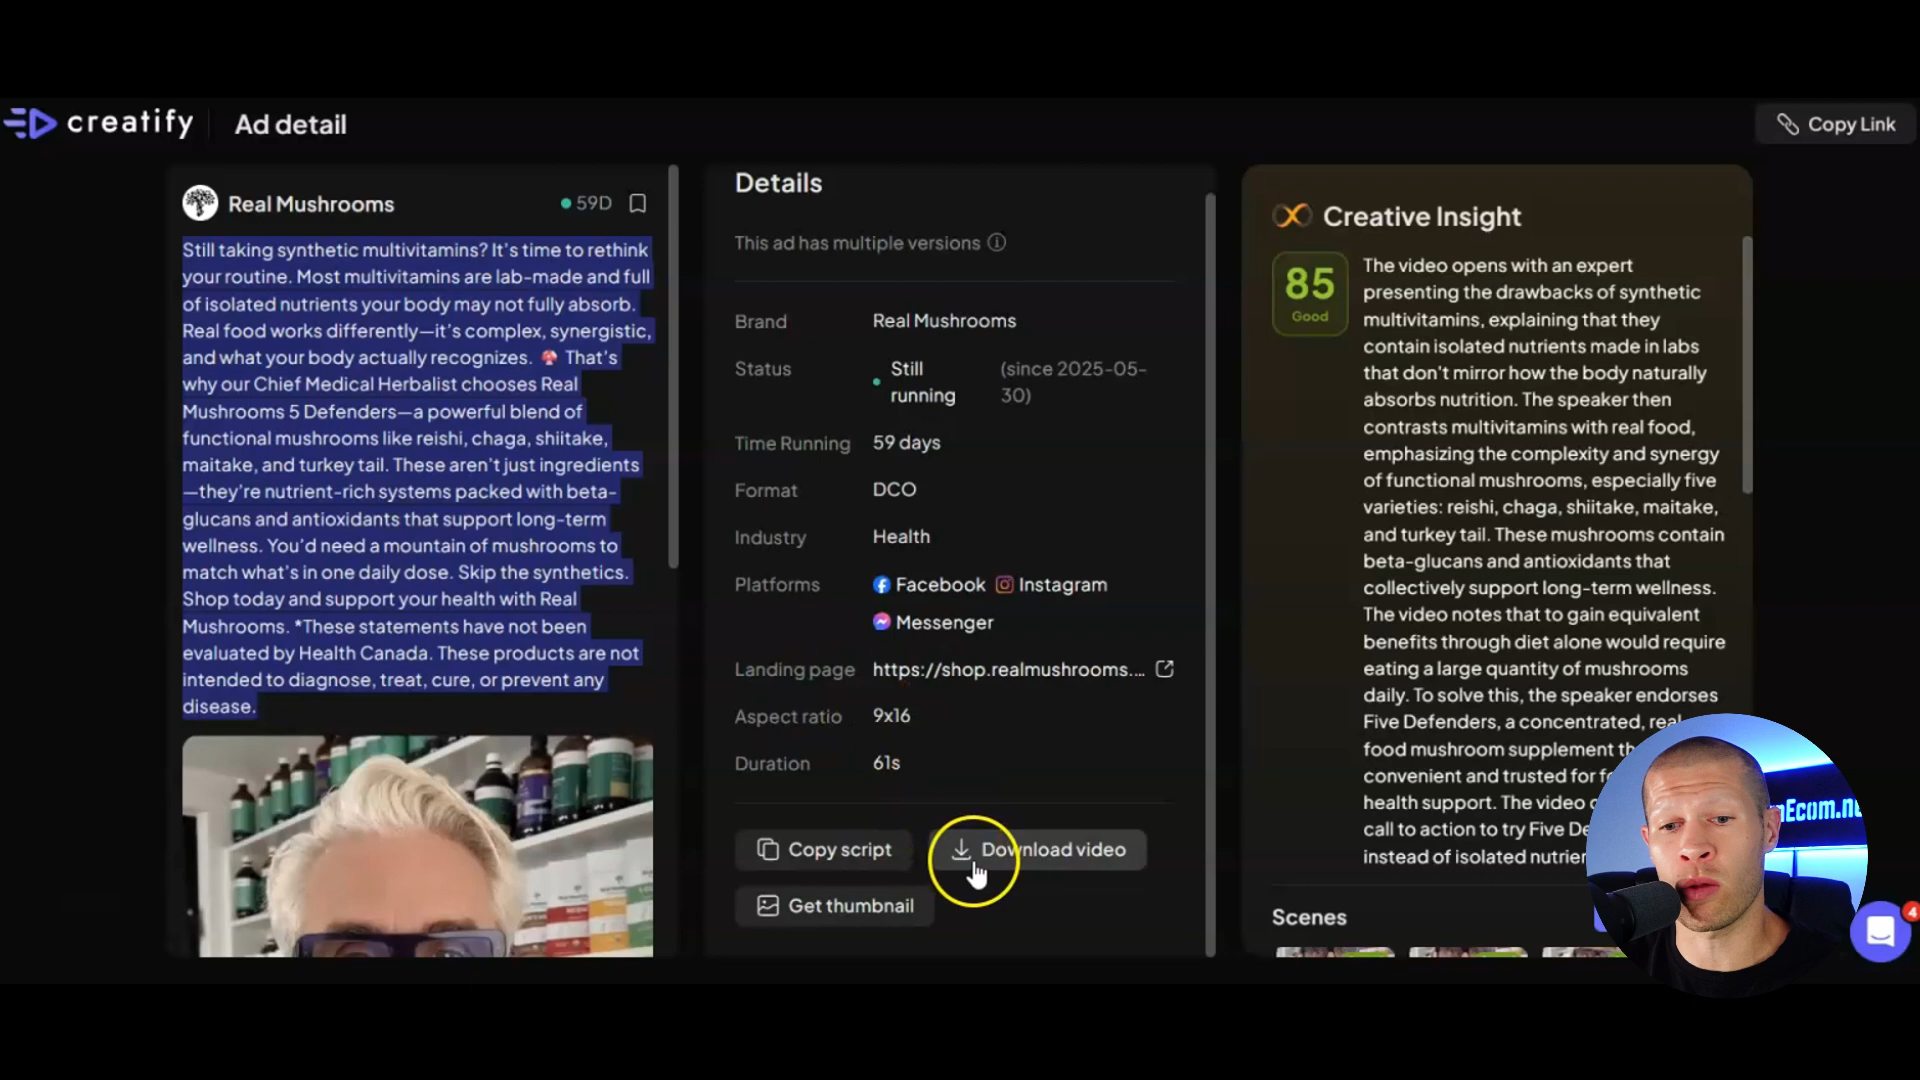 creatify
Ad detail
Copy Link
Real Mushrooms
59D
Still taking synthetic multivitamins? It's time to rethink
your routine. Most multivitamins are lab-made and full
of isolated nutrients your body may not fully absorb.
Real food works differently—it's complex, synergistic,
and what your body actually recognizes. 🍄 That's
why our Chief Medical Herbalist chooses Real
Mushrooms 5 Defenders—a powerful blend of
functional mushrooms like reishi, chaga, shiitake,
maitake, and turkey tail. These aren't just ingredients
—they're nutrient-rich systems packed with beta-
glucans and antioxidants that support long-term
wellness. You'd need a mountain of mushrooms to
match what's in one daily dose. Skip the synthetics.
Shop today and support your health with Real
Mushrooms. *These statements have not been
evaluated by Health Canada. These products are not
intended to diagnose, treat, cure, or prevent any
disease.
Details
This ad has multiple versions
Brand
Real Mushrooms
Status
Still running
(since 2025-05-30)
Time Running
59 days
Format
DCO
Industry
Health
Platforms
Facebook
Instagram
Messenger
Landing page
https://shop.realmushrooms....
Aspect ratio
9x16
Duration
61s
Copy script
Download video
Get thumbnail
Creative Insight
85
Good
The video opens with an expert
presenting the drawbacks of synthetic
multivitamins, explaining that they
contain isolated nutrients made in labs
that don't mirror how the body naturally
absorbs nutrition. The speaker then
contrasts multivitamins with real food,
emphasizing the complexity and synergy
of functional mushrooms, especially five
varieties: reishi, chaga, shiitake, maitake,
and turkey tail. These mushrooms contain
beta-glucans and antioxidants that
collectively support long-term wellness.
The video notes that to gain equivalent
benefits through diet alone would require
eating a large quantity of mushrooms
daily. To solve this, the speaker endorses
Five Defenders, a concentrated, real
food mushroom supplement
convenient and trusted for
health support. The video
call to action to try Five
instead of isolated
Scenes
4